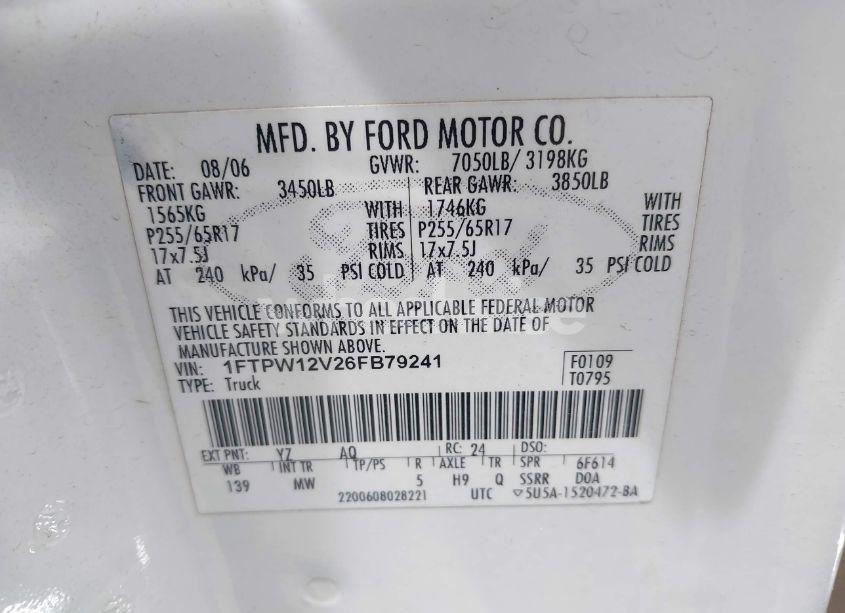 MFD. BY FORD MOTOR CO.
DATE: 08/06 GVWR: 7050LB/ 3198KG
FRONT GAWR: 3450LB REAR GAWR: 3850LB
1565KG WITH 1746KG WITH
P255/65R17 TIRES P255/65R17 TIRES
17x7.5J RIMS 17x7.5J RIMS
AT 240 kPa/ 35 PSI COLD AT 240 kPa/ 35 PSI COLD
THIS VEHICLE CONFORMS TO ALL APPLICABLE FEDERAL MOTOR
VEHICLE SAFETY STANDARDS IN EFFECT ON THE DATE OF
MANUFACTURE SHOWN ABOVE.
VIN: 1FTPW12V26FB79241 F0109
TYPE: Truck T0795
EXT PNT: YZ AQ RC: 24 DSO:
WB INT TR TP/PS R AXLE TR SPR 6F614
139 MW 5 H9 Q SSRR DOA
2200608028221 UTC ▽5U5A-1520472-BA